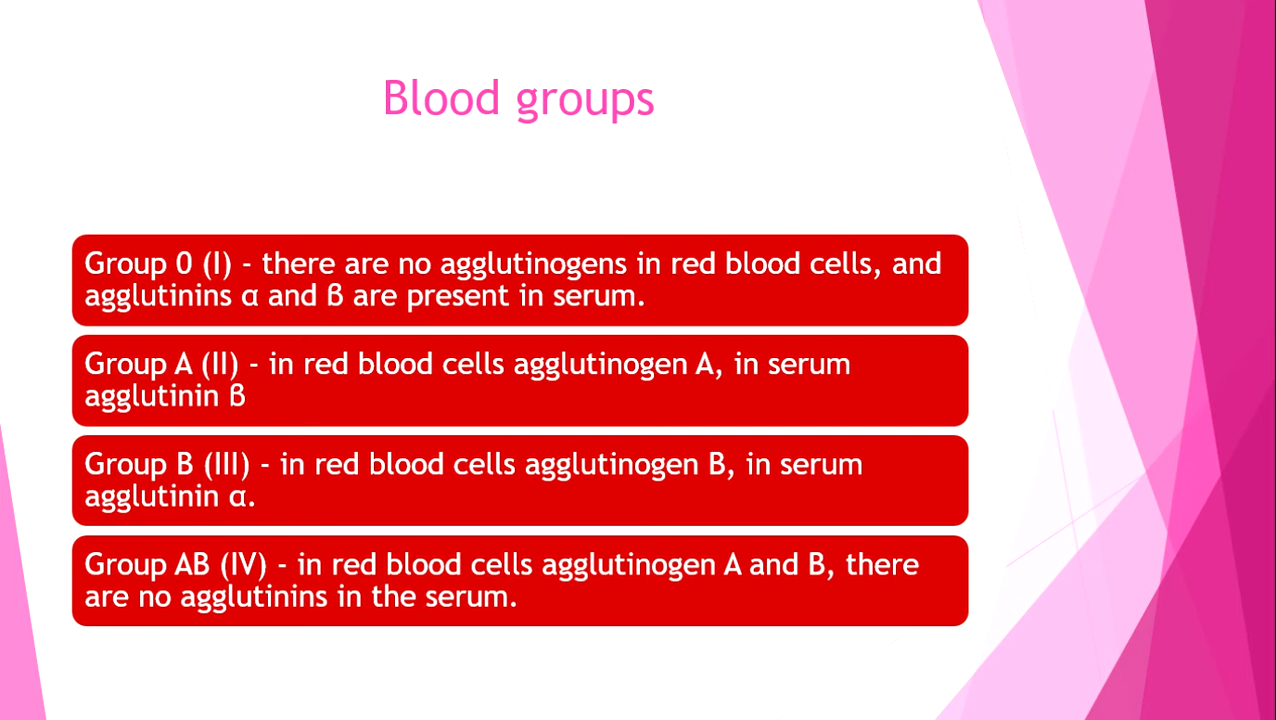 Blood groups
Group 0 (I) - there are no agglutinogens in red blood cells, and
agglutinins α and ß are present in serum.
Group A (II) - in red blood cells agglutinogen A, in serum
agglutinin ß
Group B (III) - in red blood cells agglutinogen B, in serum
agglutinin α.
Group AB (IV) - in red blood cells agglutinogen A and B, there
are no agglutinins in the serum.